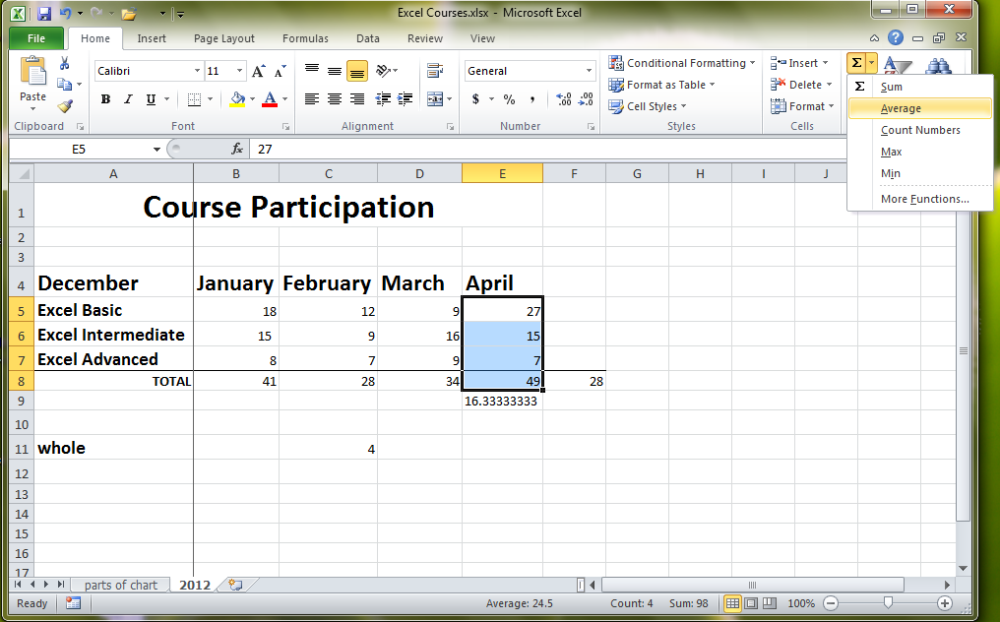 Excel Courses.xlsx - Microsoft Excel
File Home Insert Page Layout Formulas Data Review View
Paste
Calibri 11
B I U
General
$ % ,
Conditional Formatting
Format as Table
Cell Styles
Insert
Delete
Format
Clipboard Font Alignment Number Styles Cells
Σ Sum
Average
Count Numbers
Max
Min
More Functions...
E5 fx 27
A B C D E F G H I J
1 Course Participation
2
3
4 December January February March April
5 Excel Basic 18 12 9 27
6 Excel Intermediate 15 9 16 15
7 Excel Advanced 8 7 9 7
8 TOTAL 41 28 34 49 28
9 16.33333333
10
11 whole 4
12
13
14
15
16
17
parts of chart 2012
Ready Average: 24.5 Count: 4 Sum: 98 100%